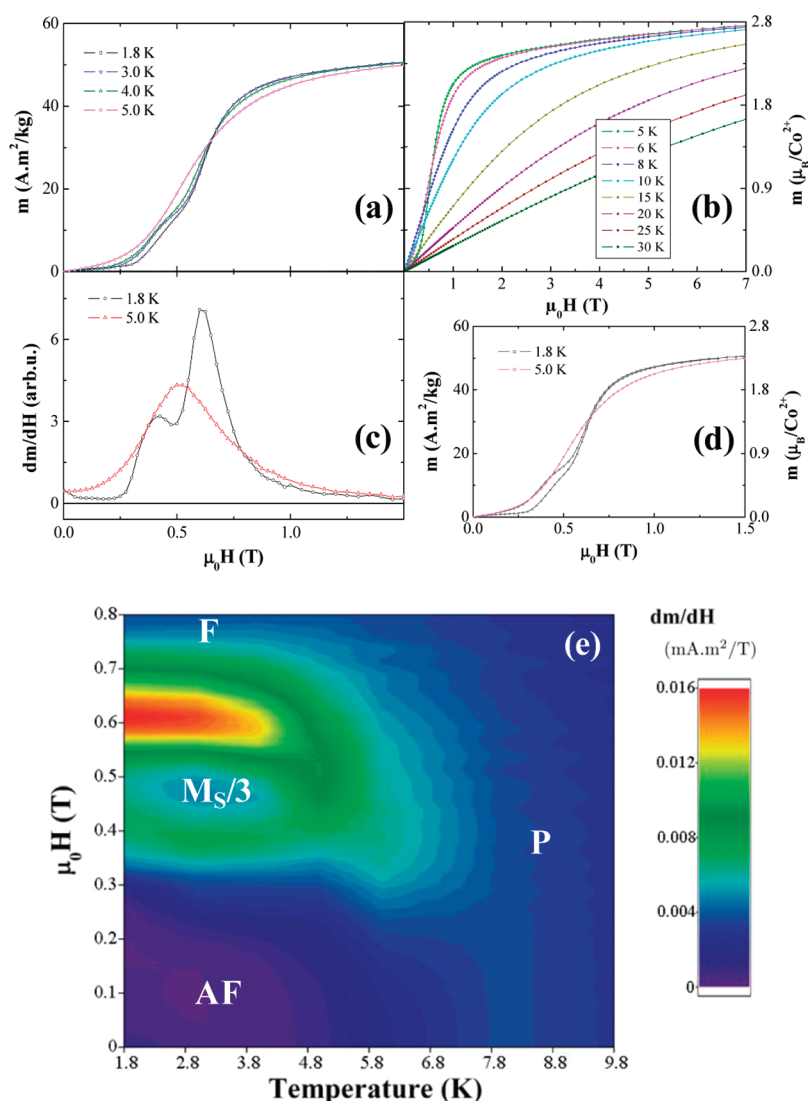 60
50
40
30
20
10
0
m (A.m²/kg)
1.8 K
3.0 K
4.0 K
5.0 K
(a)
2.8
1.8
0.9
0.0
m (μB/Co²⁺)
5 K
6 K
8 K
10 K
15 K
20 K
25 K
30 K
(b)
1 2 3 4 5 6 7
μ₀H (T)
6
3
0
dm/dH (arb.u.)
1.8 K
5.0 K
(c)
0.0 0.5 1.0
μ₀H (T)
60
40
20
0
m (A.m²/kg)
1.8 K
5.0 K
(d)
2.8
1.8
0.9
0.0
m (μB/Co²⁺)
0.0 0.5 1.0 1.5
μ₀H (T)
0.8
0.7
0.6
0.5
0.4
0.3
0.2
0.1
0
μ₀H (T)
F
(e)
MS/3
P
AF
1.8 2.8 3.8 4.8 5.8 6.8 7.8 8.8 9.8
Temperature (K)
dm/dH
(mA.m²/T)
0.016
0.012
0.008
0.004
0